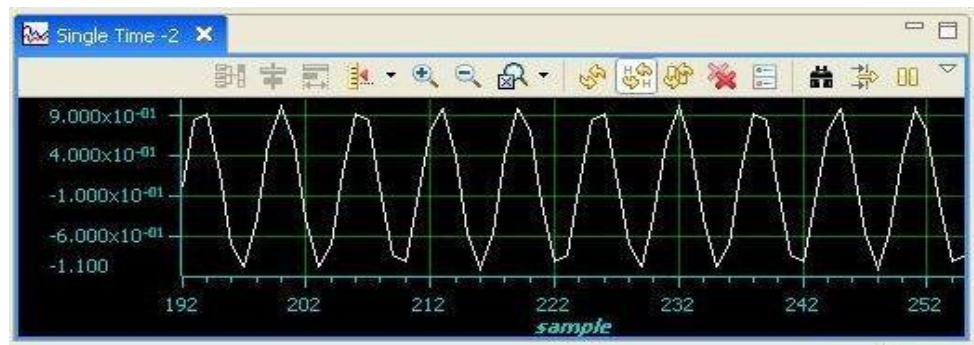 Single Time -2
9.000x10-01
4.000x10-01
-1.000x10-01
-6.000x10-01
-1.100
192 202 212 222 232 242 252
sample